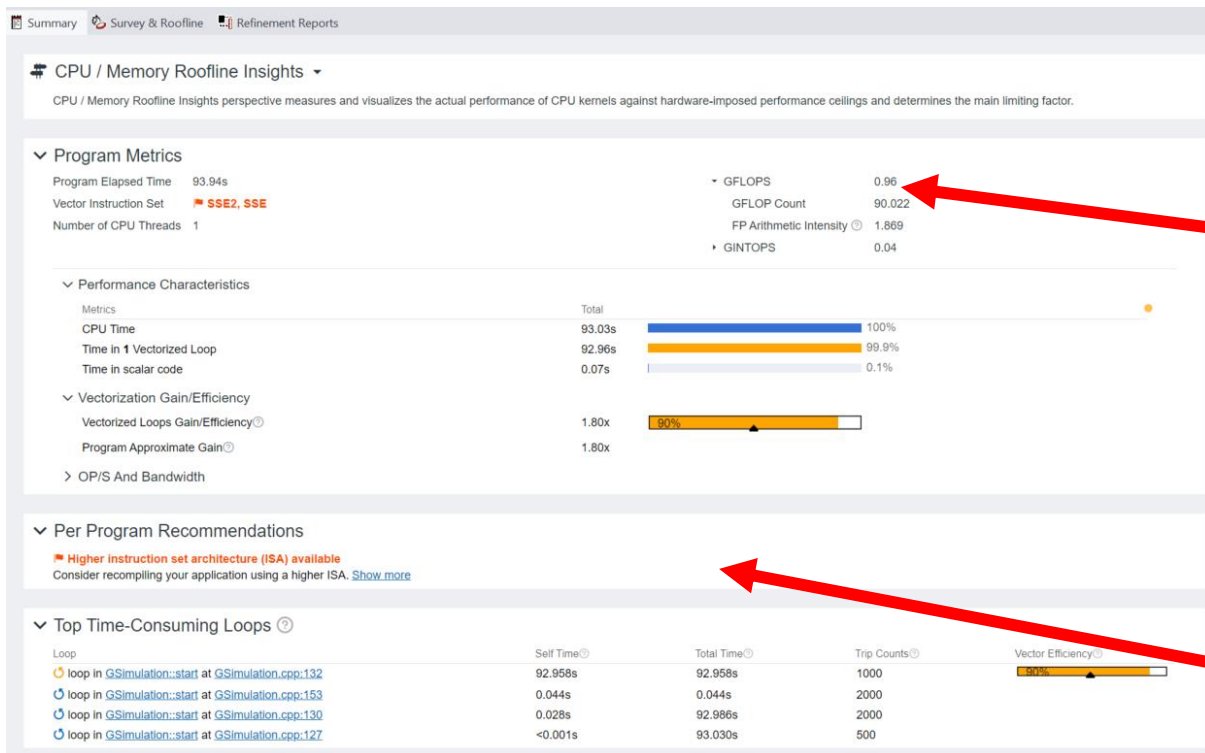 Summary Survey & Roofline Refinement Reports
CPU / Memory Roofline Insights
CPU / Memory Roofline Insights perspective measures and visualizes the actual performance of CPU kernels against hardware-imposed performance ceilings and determines the main limiting factor.
Program Metrics
Program Elapsed Time 93.94s GFLOPS 0.96
Vector Instruction Set SSE2, SSE GFLOP Count 90.022
Number of CPU Threads 1 FP Arithmetic Intensity 1.869
GINTOPS 0.04
Performance Characteristics
Metrics Total
CPU Time 93.03s 100%
Time in 1 Vectorized Loop 92.96s 99.9%
Time in scalar code 0.07s 0.1%
Vectorization Gain/Efficiency
Vectorized Loops Gain/Efficiency 1.80x 90%
Program Approximate Gain 1.80x
OP/S And Bandwidth
Per Program Recommendations
Higher instruction set architecture (ISA) available
Consider recompiling your application using a higher ISA. Show more
Top Time-Consuming Loops
Loop Self Time Total Time Trip Counts Vector Efficiency
loop in GSimulation::start at GSimulation.cpp:132 92.958s 92.958s 1000 90%
loop in GSimulation::start at GSimulation.cpp:153 0.044s 0.044s 2000
loop in GSimulation::start at GSimulation.cpp:130 0.028s 92.986s 2000
loop in GSimulation::start at GSimulation.cpp:127 <0.001s 93.030s 500